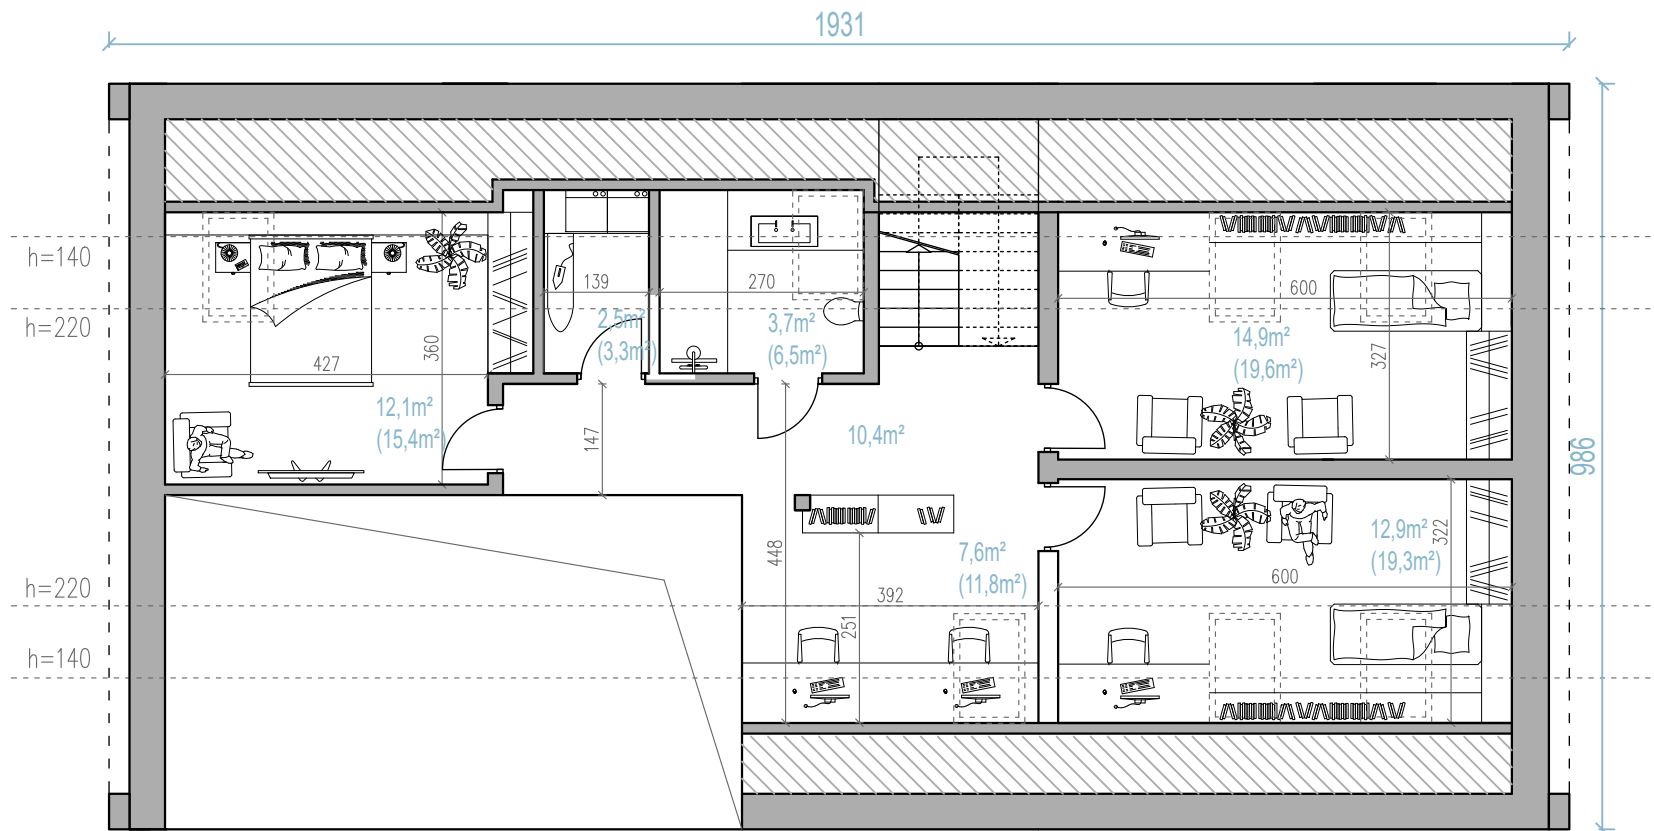 1931
h=140
h=220
139
270
600
2,5m²
(3,3m²)
3,7m²
(6,5m²)
14,9m²
(19,6m²)
427
360
327
12,1m²
(15,4m²)
147
10,4m²
986
448
7,6m²
(11,8m²)
12,9m²
(19,3m²)
322
600
h=220
392
251
h=140